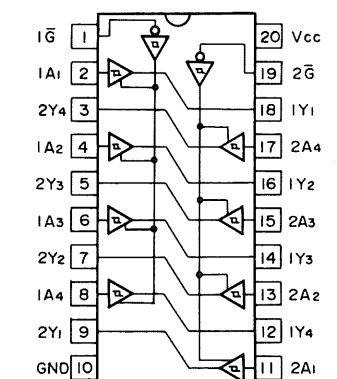 1G̅ 1 20 Vcc
1A1 2 19 2G̅
2Y4 3 18 1Y1
1A2 4 17 2A4
2Y3 5 16 1Y2
1A3 6 15 2A3
2Y2 7 14 1Y3
1A4 8 13 2A2
2Y1 9 12 1Y4
GND 10 11 2A1